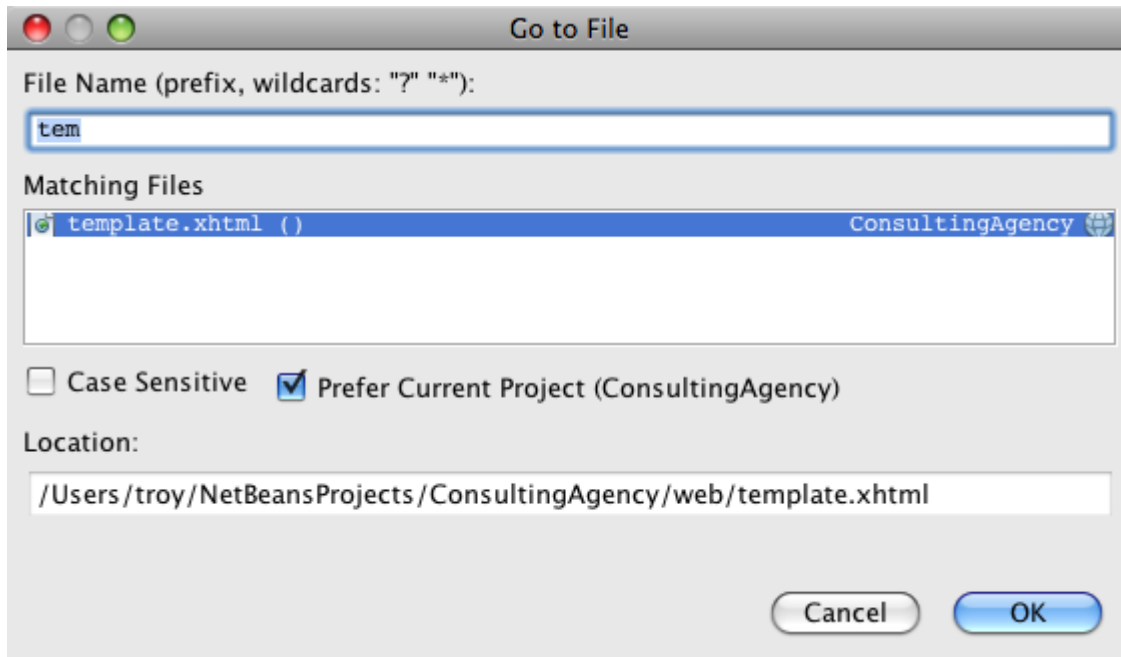 Go to File
File Name (prefix, wildcards: "?" "*"):
tem
Matching Files
template.xhtml () ConsultingAgency
Case Sensitive Prefer Current Project (ConsultingAgency)
Location:
/Users/troy/NetBeansProjects/ConsultingAgency/web/template.xhtml
Cancel OK